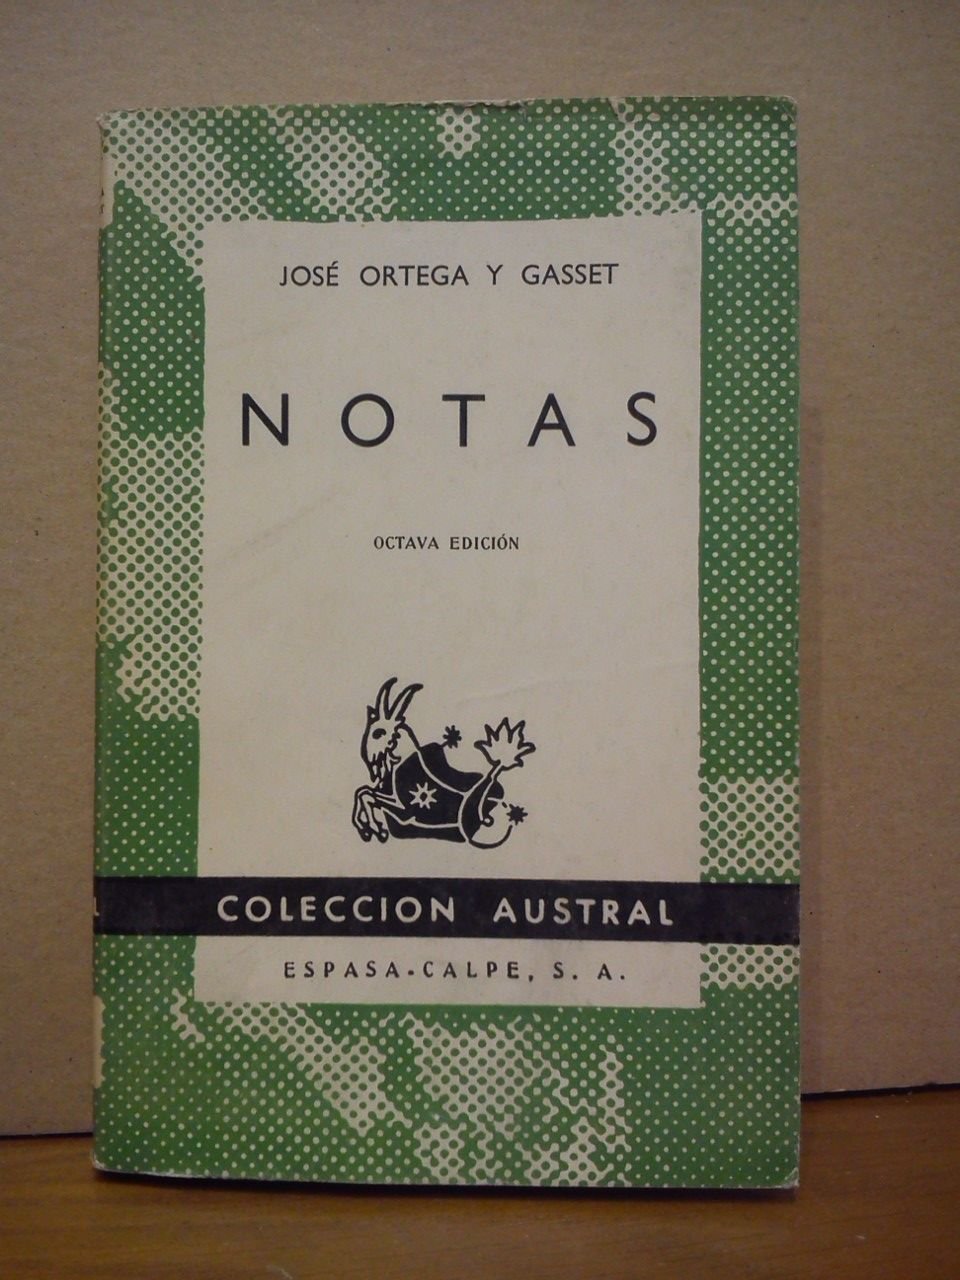 JOSÉ ORTEGA Y GASSET
NOTAS
OCTAVA EDICIÓN
COLECCION AUSTRAL
ESPASA-CALPE, S. A.